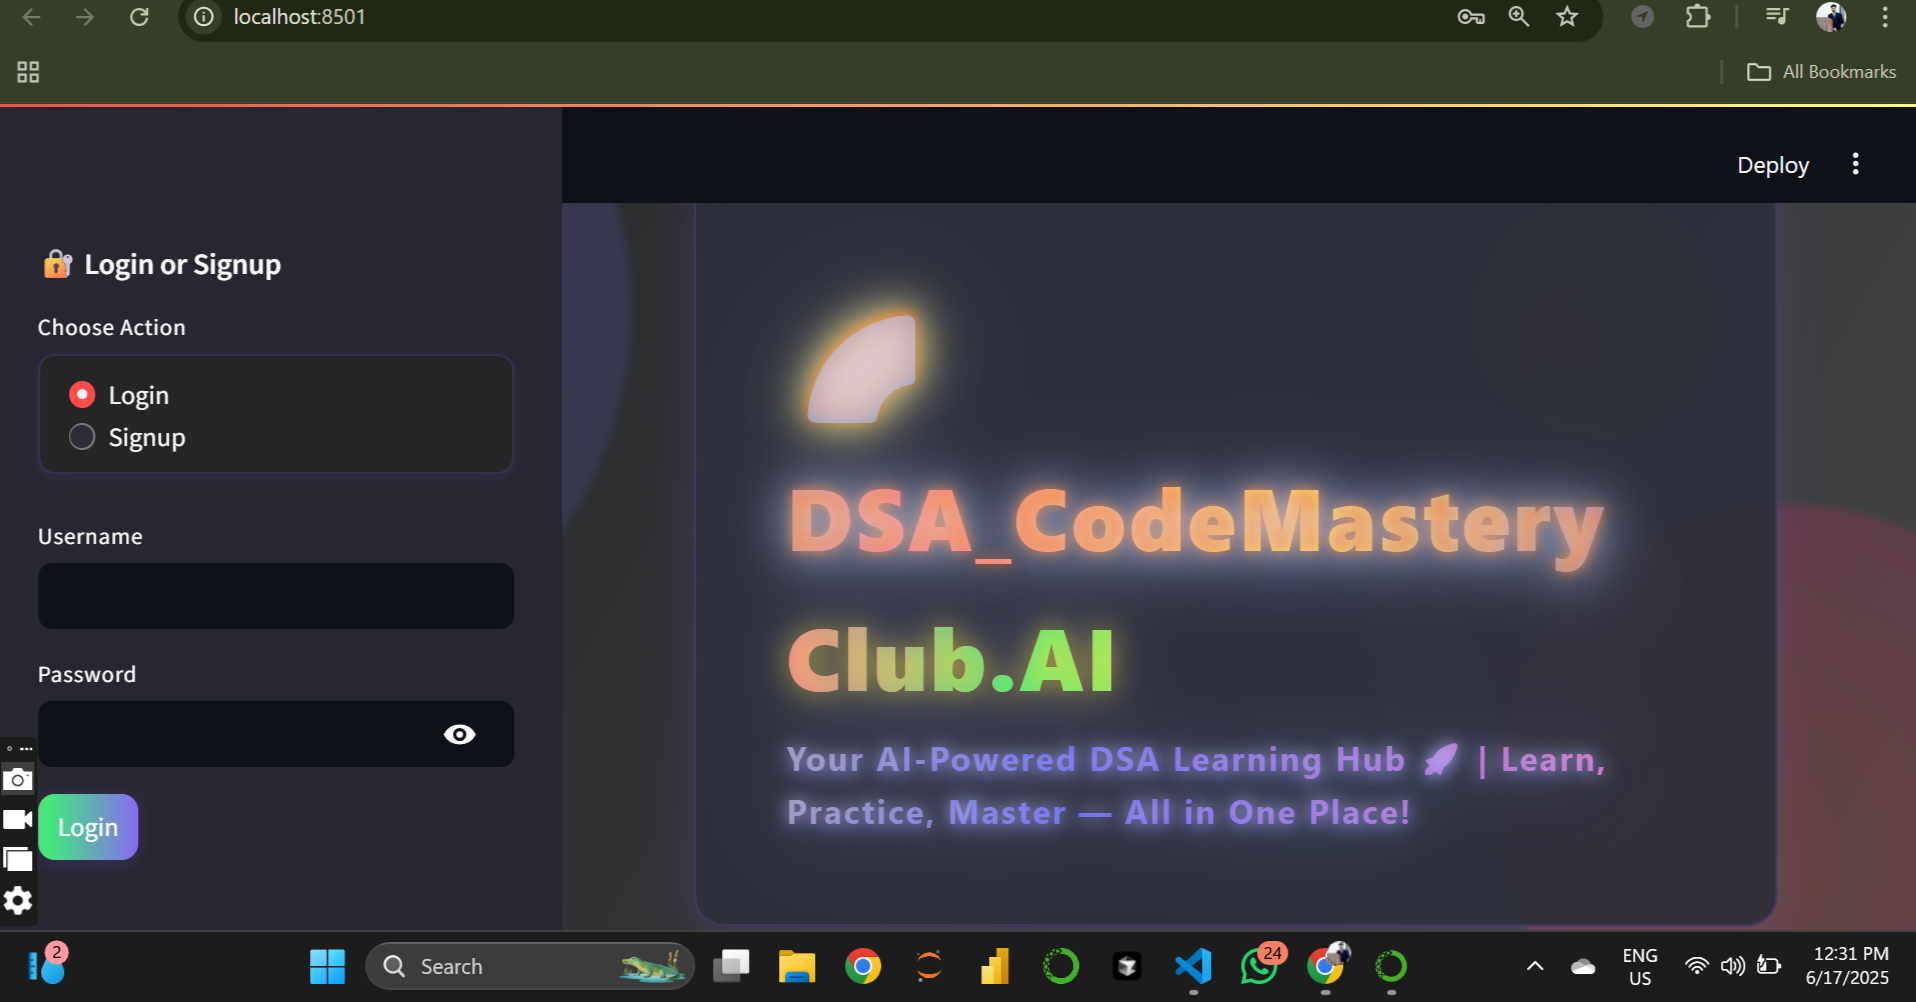 localhost:8501
All Bookmarks
Deploy
Login or Signup
Choose Action
Login
Signup
Username
Password
Login
DSA_CodeMastery
Club.AI
Your AI-Powered DSA Learning Hub 🚀 | Learn,
Practice, Master — All in One Place!
2
Search
24
ENG
US
12:31 PM
6/17/2025